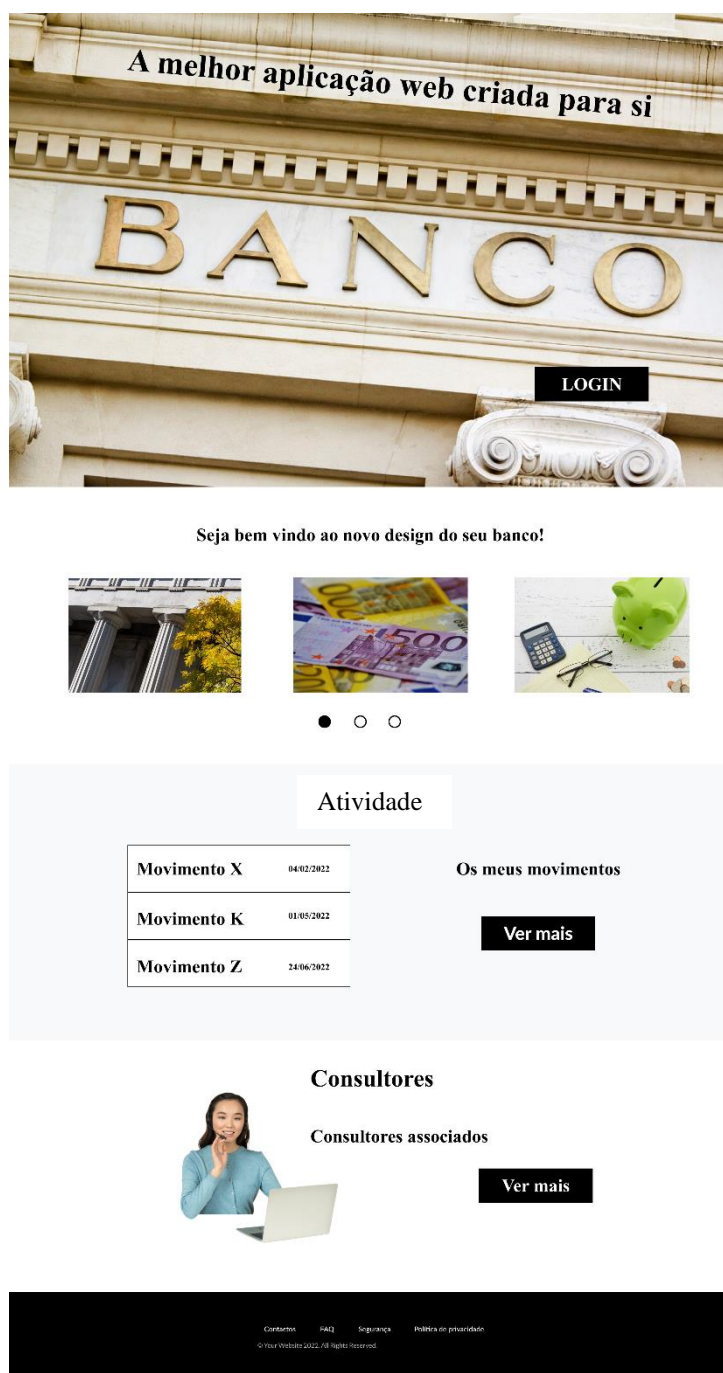 A melhor aplicação web criada para si
BANCO
LOGIN
Seja bem vindo ao novo design do seu banco!
500
Atividade
Movimento X 04/02/2022
Movimento K 01/05/2022
Movimento Z 24/06/2022
Os meus movimentos
Ver mais
Consultores
Consultores associados
Ver mais
Contactos FAQ Segurança Política de privacidade
© Your Website 2022. All Rights Reserved.